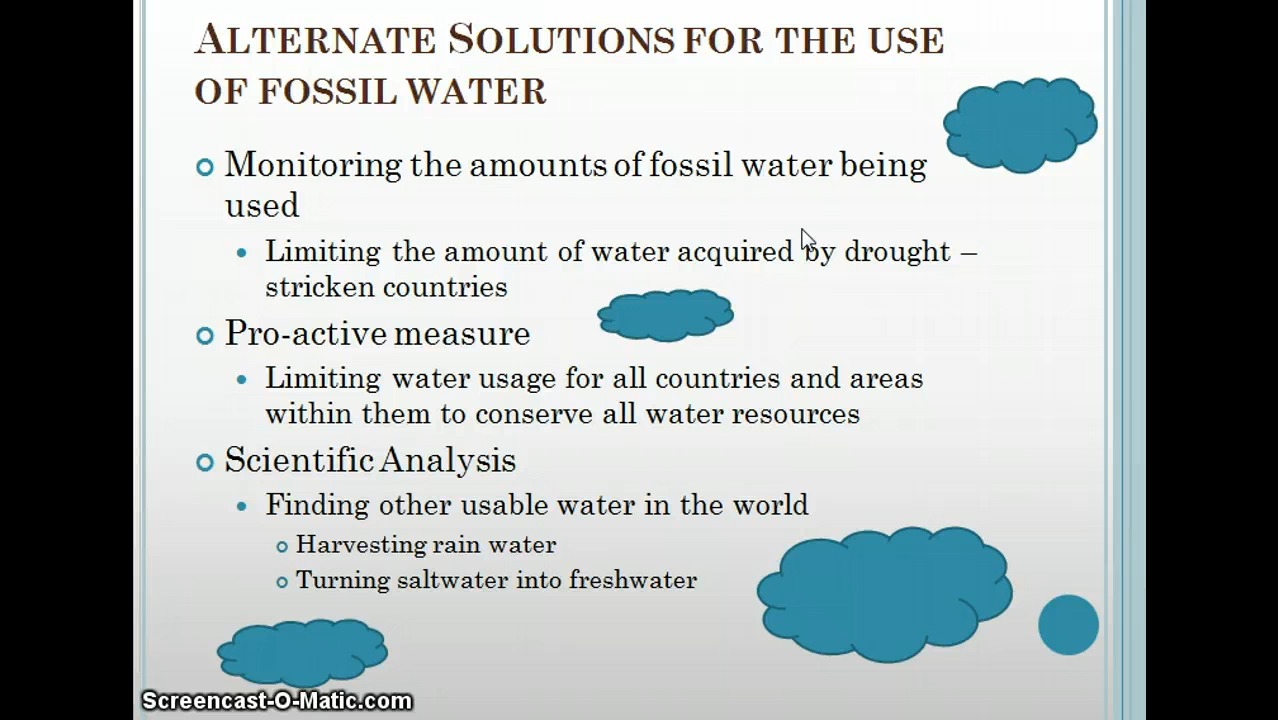 ALTERNATE SOLUTIONS FOR THE USE
OF FOSSIL WATER
Monitoring the amounts of fossil water being
used
Limiting the amount of water acquired by drought –
stricken countries
Pro-active measure
Limiting water usage for all countries and areas
within them to conserve all water resources
Scientific Analysis
Finding other usable water in the world
Harvesting rain water
Turning saltwater into freshwater
Screencast-O-Matic.com